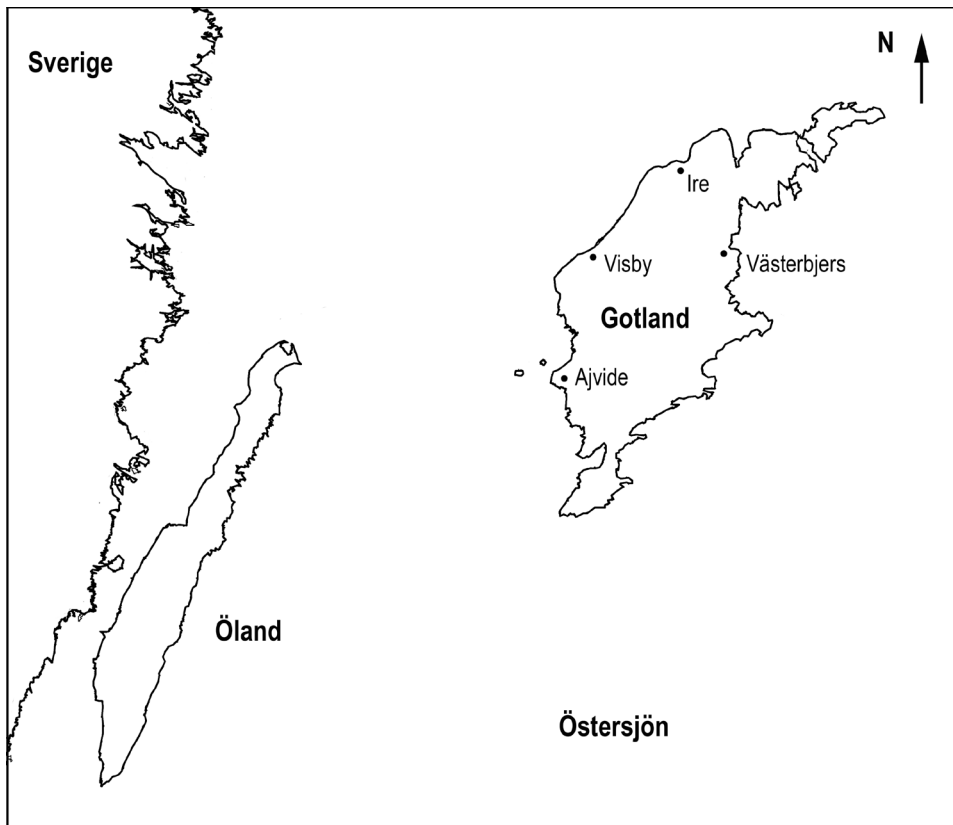 N
Sverige
Ire
Visby
Västerbjers
Gotland
Ajvide
Öland
Östersjön